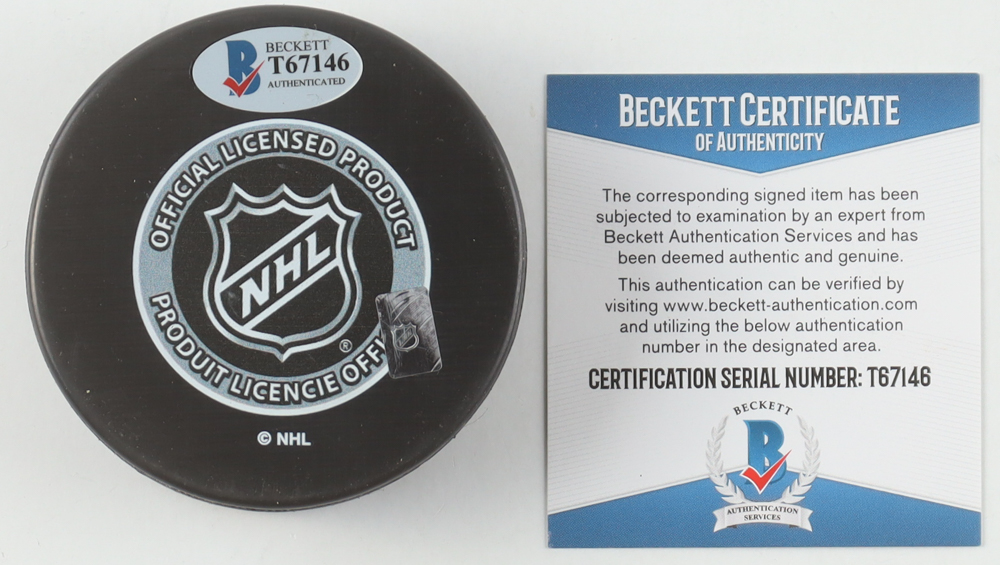 BECKETT
T67146
AUTHENTICATED
OFFICIAL LICENSED PRODUCT
NHL
®
PRODUIT LICENCIE OFFI
© NHL
BECKETT CERTIFICATE
OF AUTHENTICITY
The corresponding signed item has been
subjected to examination by an expert from
Beckett Authentication Services and has
been deemed authentic and genuine.
This authentication can be verified by
visiting www.beckett-authentication.com
and utilizing the below authentication
number in the designated area.
CERTIFICATION SERIAL NUMBER: T67146
BECKETT
B
AUTHENTICATION
SERVICES